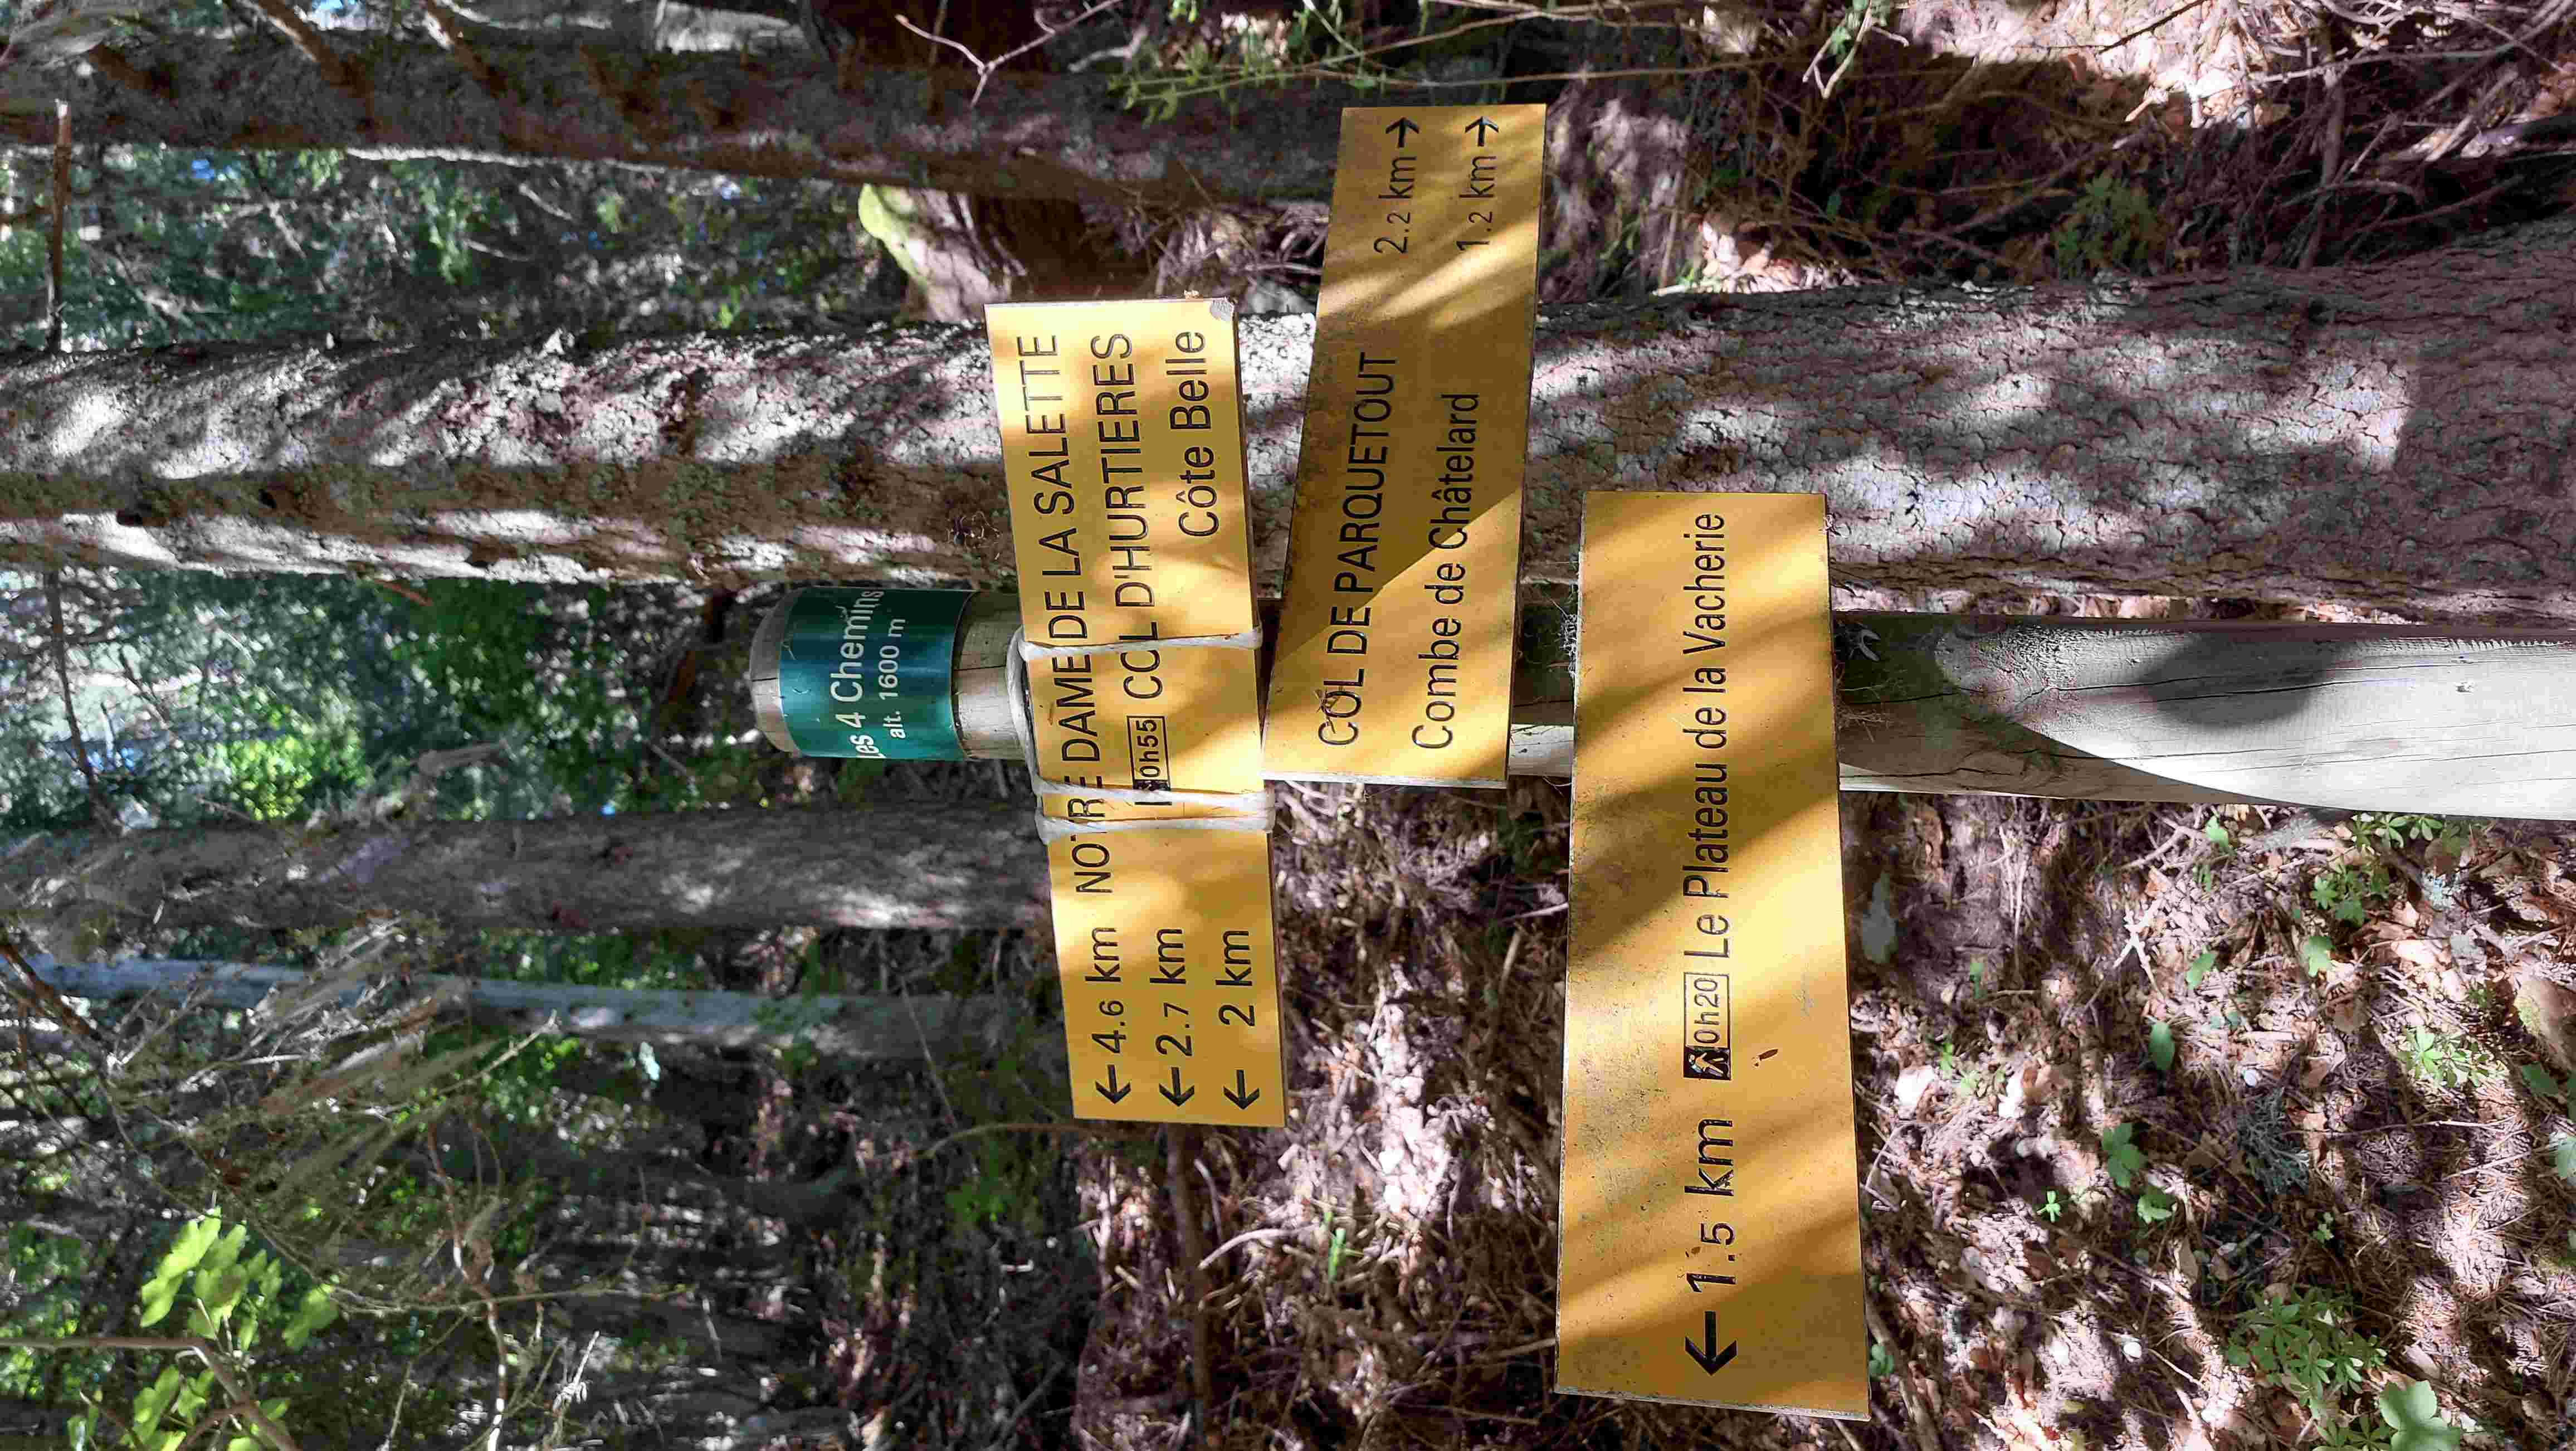 Les 4 Chemins
alt. 1600 m
← 4.6 km NOTRE DAME DE LA SALETTE
← 2.7 km 0h55 COL D'HURTIERES
← 2 km Côte Belle
COL DE PARQUETOUT 2.2 km →
Combe de Châtelard 1.2 km →
← 1.5 km 0h20 Le Plateau de la Vacherie